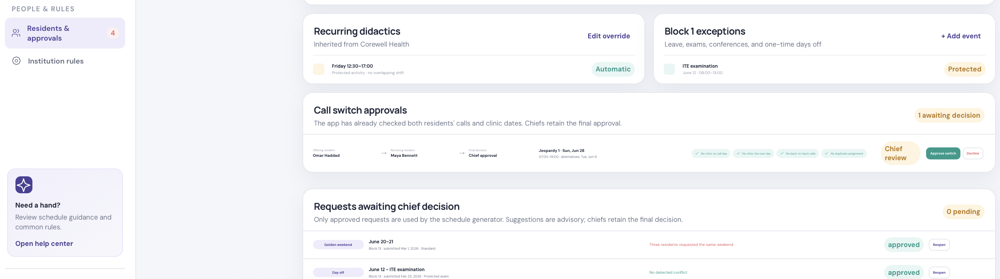 PEOPLE & RULES
Residents &
approvals
4
Institution rules
Need a hand?
Review schedule guidance and
common rules.
Open help center
Recurring didactics
Inherited from Corewell Health
Edit override
Friday 12:30–17:00
Protected activity · no overlapping shift
Automatic
Block 1 exceptions
Leave, exams, conferences, and one-time days off
+ Add event
ITE examination
June 12 · 08:00–13:00
Protected
Call switch approvals
The app has already checked both residents' calls and clinic dates. Chiefs retain the final approval.
1 awaiting decision
Offering resident
Omar Haddad
→
Receiving resident
Maya Bennett
→
Final decision
Chief approval
Jeopardy 1 · Sun, Jun 28
07:00-19:00 · alternatives: Tue, Jun 9
No clinic on call day
No clinic the next day
No back-to-back calls
No duplicate assignment
Chief
review
Approve switch
Decline
Requests awaiting chief decision
Only approved requests are used by the schedule generator. Suggestions are advisory; chiefs retain the final decision.
0 pending
Golden weekend
June 20-21
Block 13 · submitted Mar 1, 2026 · Standard
Three residents requested the same weekend
approved
Reopen
Day off
June 12 - ITE examination
Block 13 · submitted Feb 25, 2026 · Protected exam
No detected conflict
approved
Reopen